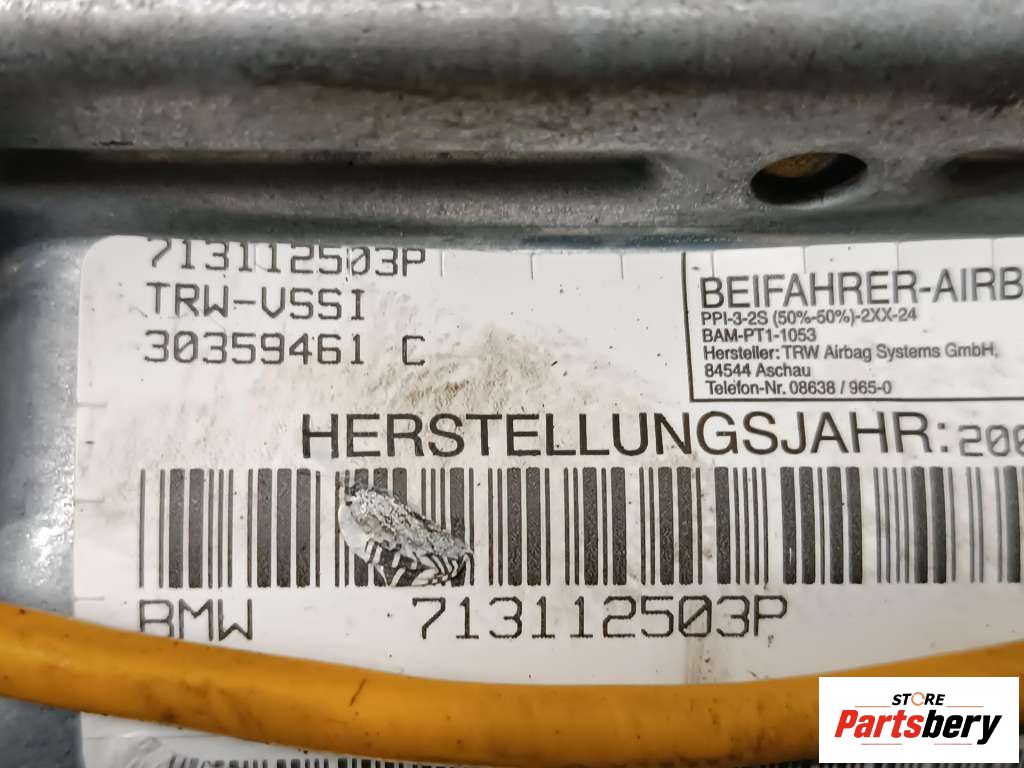 713112503P
TRW-VSSI
30359461 C
BEIFAHRER-AIRB
PPI-3-2S (50%-50%)-2XX-24
BAM-PT1-1053
Hersteller: TRW Airbag Systems GmbH,
84544 Aschau
Telefon-Nr. 08638 / 965-0
HERSTELLUNGSJAHR: 200
BMW 713112503P
STORE
Partsbery